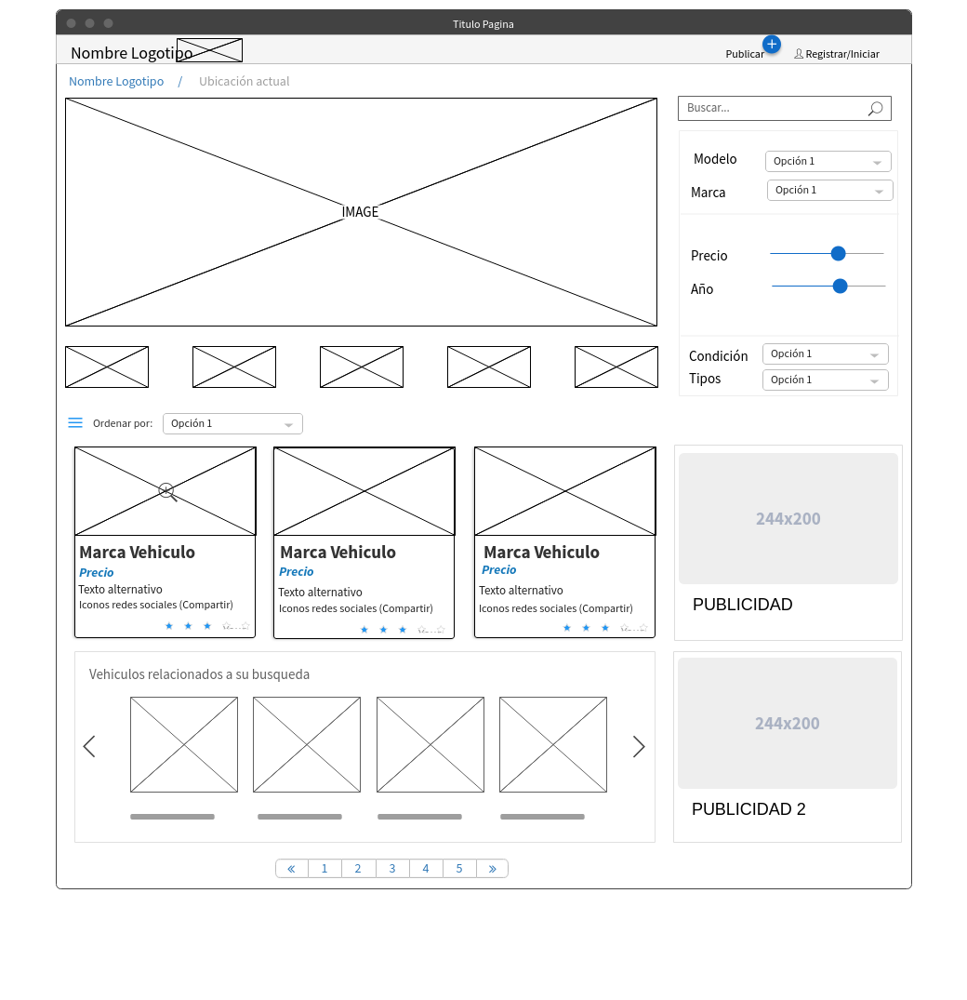 Titulo Pagina
Nombre Logotipo
Publicar
Registrar/Iniciar
Nombre Logotipo / Ubicación actual
Buscar...
IMAGE
Modelo
Opción 1
Marca
Opción 1
Precio
Año
Condición
Opción 1
Tipos
Opción 1
Ordenar por:
Opción 1
Marca Vehiculo
Precio
Texto alternativo
Iconos redes sociales (Compartir)
Marca Vehiculo
Precio
Texto alternativo
Iconos redes sociales (Compartir)
Marca Vehiculo
Precio
Texto alternativo
Iconos redes sociales (Compartir)
244x200
PUBLICIDAD
Vehiculos relacionados a su busqueda
244x200
PUBLICIDAD 2
« 1 2 3 4 5 »